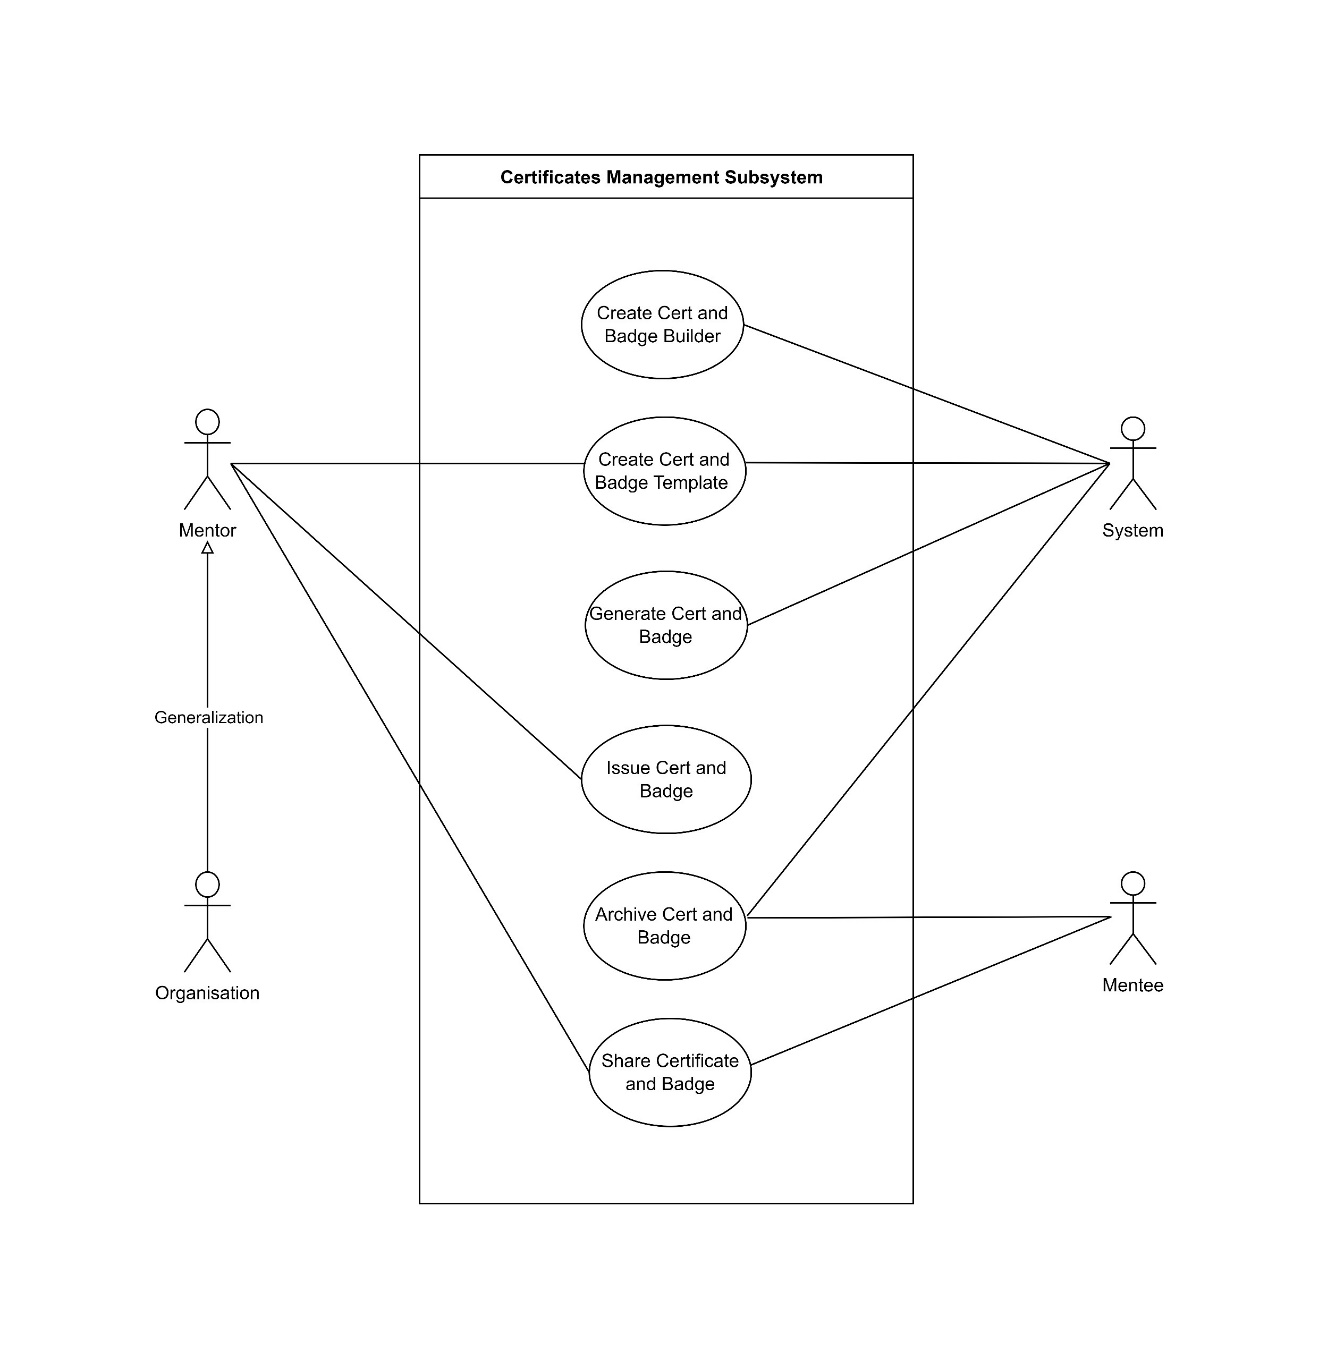 Certificates Management Subsystem
Create Cert and
Badge Builder
Create Cert and
Badge Template
Mentor
System
Generate Cert and
Badge
Generalization
Issue Cert and
Badge
Archive Cert and
Badge
Organisation
Mentee
Share Certificate
and Badge